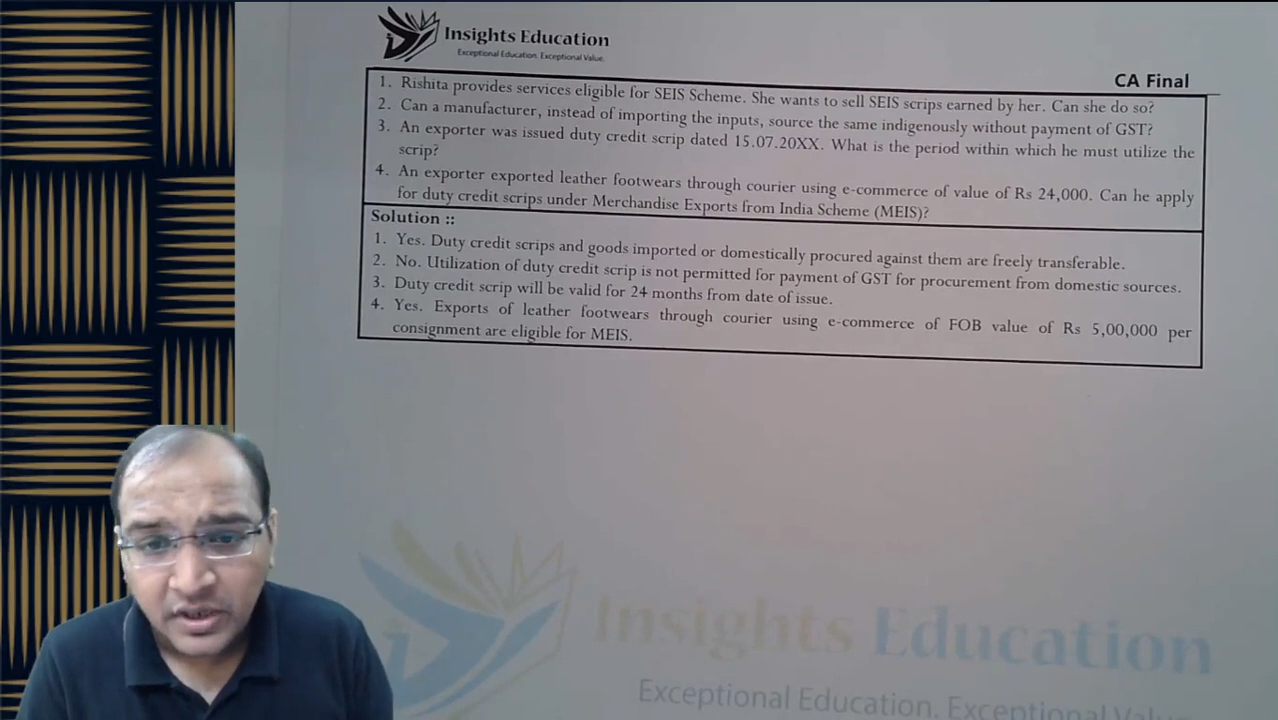 Insights Education
Exceptional Education. Exceptional Value.
CA Final
1. Rishita provides services eligible for SEIS Scheme. She wants to sell SEIS scrips earned by her. Can she do so?
2. Can a manufacturer, instead of importing the inputs, source the same indigenously without payment of GST?
3. An exporter was issued duty credit scrip dated 15.07.20XX. What is the period within which he must utilize the
scrip?
4. An exporter exported leather footwears through courier using e-commerce of value of Rs 24,000. Can he apply
for duty credit scrips under Merchandise Exports from India Scheme (MEIS)?
Solution ::
1. Yes. Duty credit scrips and goods imported or domestically procured against them are freely transferable.
2. No. Utilization of duty credit scrip is not permitted for payment of GST for procurement from domestic sources.
3. Duty credit scrip will be valid for 24 months from date of issue.
4. Yes. Exports of leather footwears through courier using e-commerce of FOB value of Rs 5,00,000 per
consignment are eligible for MEIS.
Insights Education
Exceptional Education. Exceptional